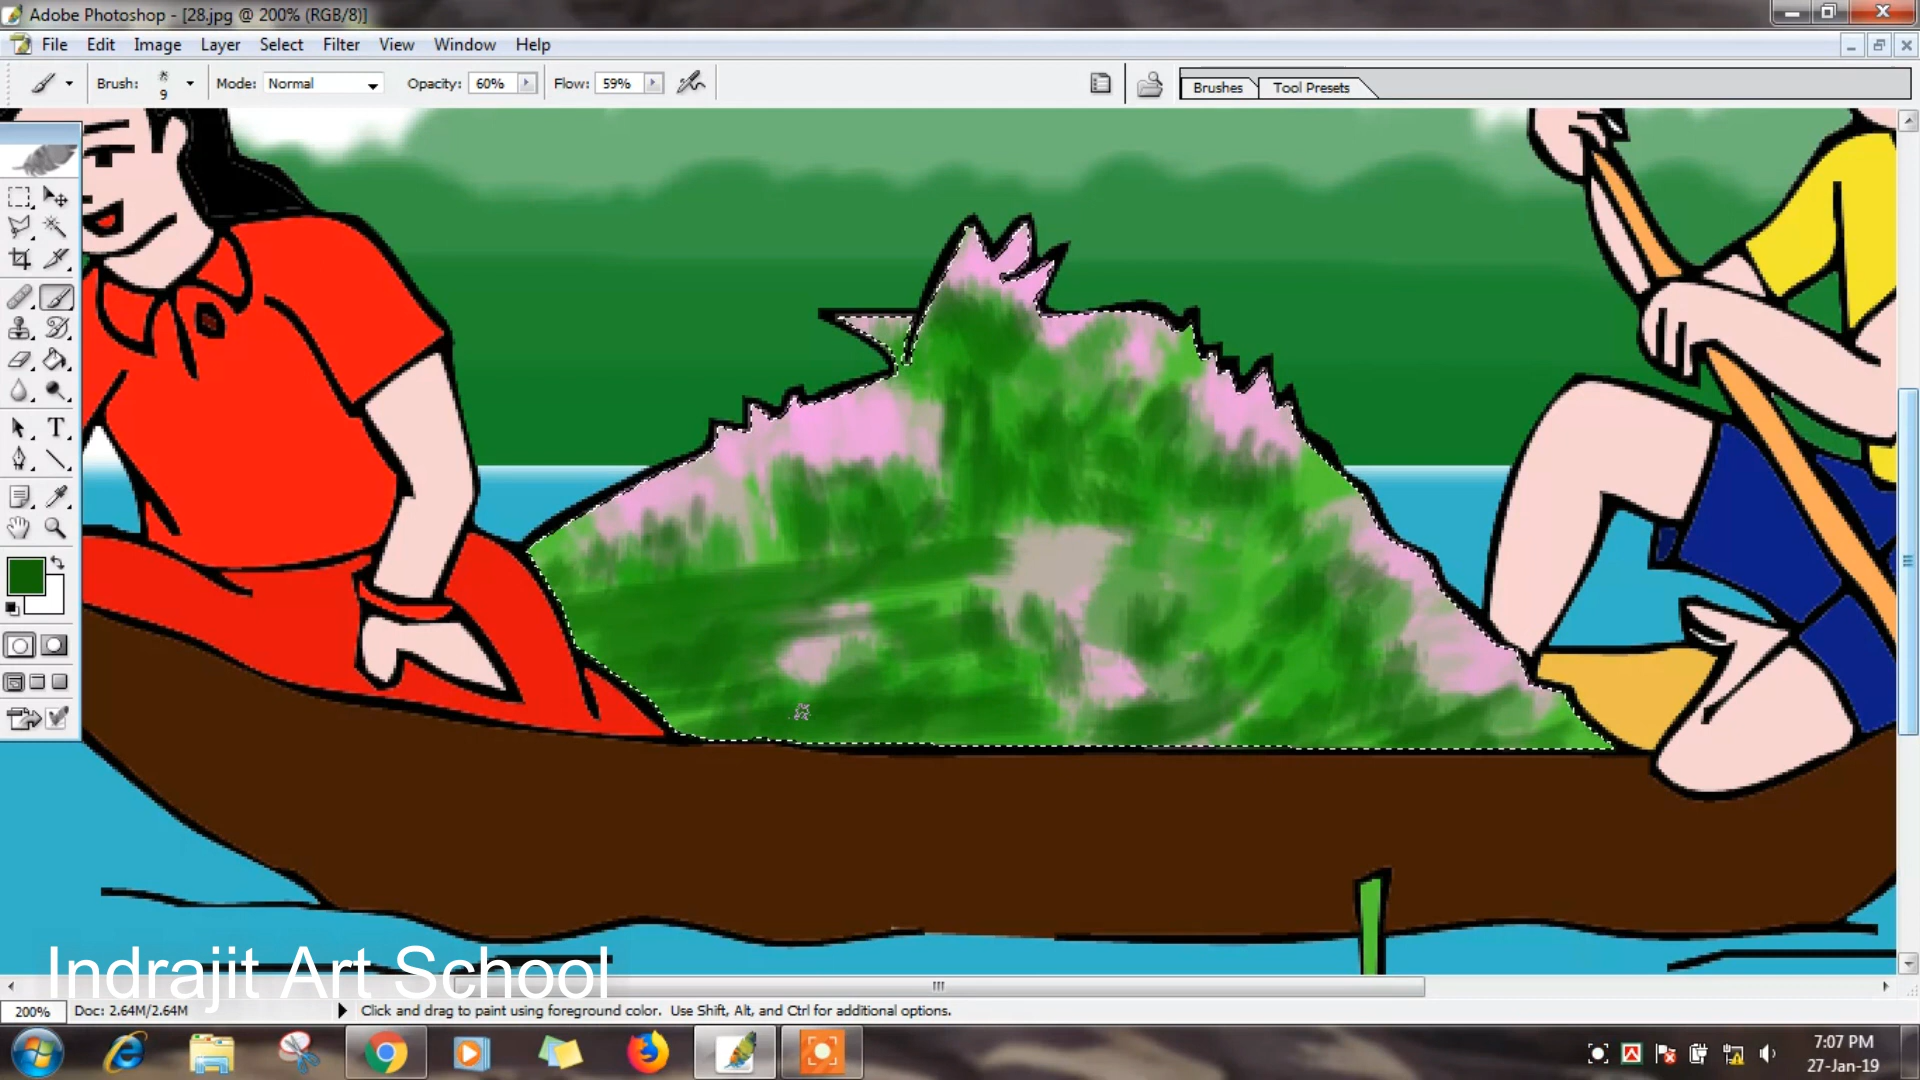 Adobe Photoshop - [28.jpg @ 200% (RGB/8)]
File Edit Image Layer Select Filter View Window Help
Brush: 9 Mode: Normal Opacity: 60% Flow: 59% Brushes Tool Presets
T
Indrajit Art School
200% Doc: 2.64M/2.64M Click and drag to paint using foreground color. Use Shift, Alt, and Ctrl for additional options.
7:07 PM
27-Jan-19